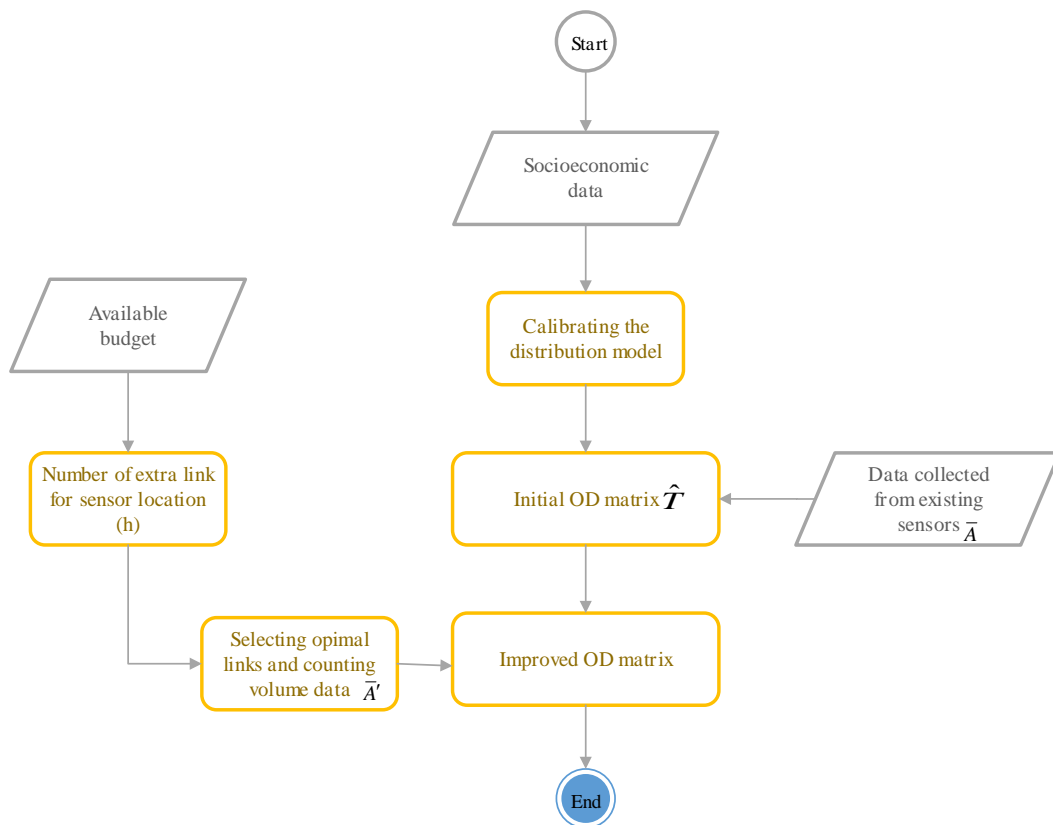 Start
Socioeconomic
data
Available
budget
Calibrating the
distribution model
Number of extra link
for sensor location
(h)
Initial OD matrix T̂
Data collected
from existing
sensors A̅
Selecting opimal
links and counting
volume data A̅′
Improved OD matrix
End